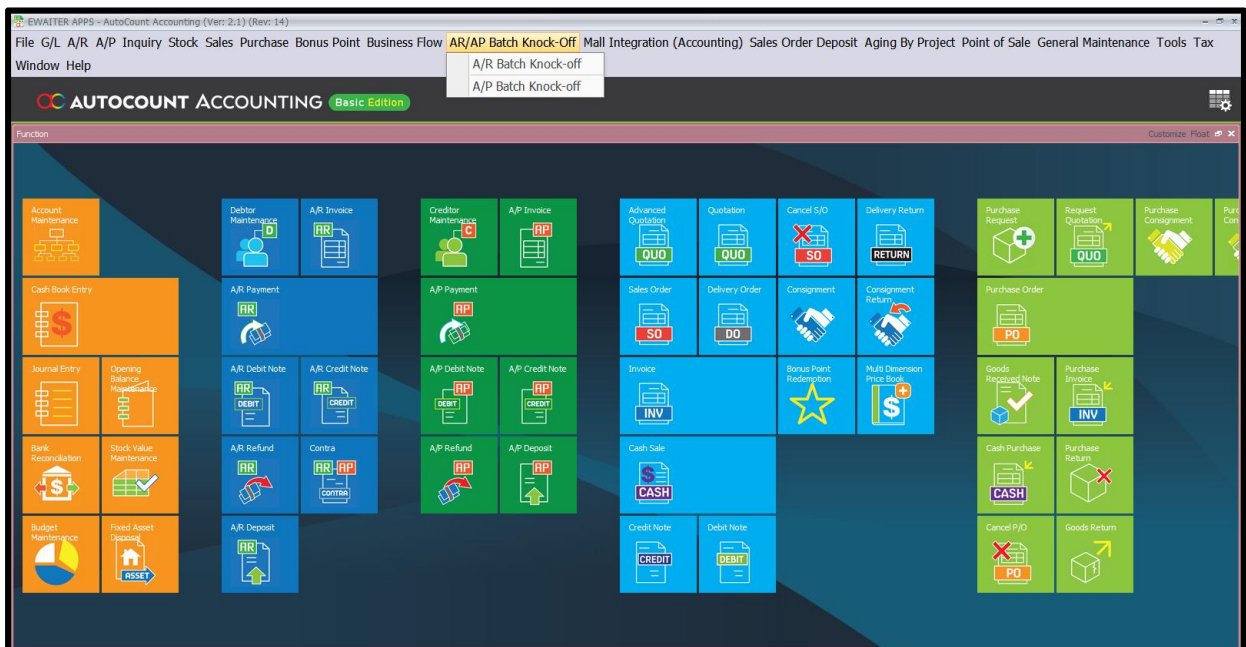 EWAITER APPS - AutoCount Accounting (Ver: 2.1) (Rev: 14)
File G/L A/R A/P Inquiry Stock Sales Purchase Bonus Point Business Flow AR/AP Batch Knock-Off Mall Integration (Accounting) Sales Order Deposit Aging By Project Point of Sale General Maintenance Tools Tax
Window Help
A/R Batch Knock-off
A/P Batch Knock-off
AUTOCOUNT ACCOUNTING Basic Edition
Function
Customize Float
Account
Maintenance
Debtor
Maintenance
D
A/R Invoice
AR
Creditor
Maintenance
C
A/P Invoice
AP
Advanced
Quotation
QUO
Quotation
QUO
Cancel S/O
SO
Delivery Return
RETURN
Purchase
Request
Request
Quotation
QUO
Purchase
Consignment
Purc
Con
Cash Book Entry
$
A/R Payment
AR
A/P Payment
AP
Sales Order
SO
Delivery Order
DO
Consignment
Consignment
Return
Purchase Order
PO
Journal Entry
Opening
Balance
Maintenance
A/R Debit Note
AR
DEBIT
A/R Credit Note
AR
CREDIT
A/P Debit Note
AP
DEBIT
A/P Credit Note
AP
CREDIT
Invoice
INV
Bonus Point
Redemption
Multi Dimension
Price Book
$
Goods
Received Note
Purchase
Invoice
INV
Bank
Reconciliation
$
Stock Value
Maintenance
A/R Refund
AR
Contra
AR AP
CONTRA
A/P Refund
AP
A/P Deposit
AP
Cash Sale
$
CASH
Cash Purchase
CASH
Purchase
Return
Budget
Maintenance
Fixed Asset
Disposal
ASSET
A/R Deposit
AR
Credit Note
CREDIT
Debit Note
DEBIT
Cancel P/O
PO
Goods Return